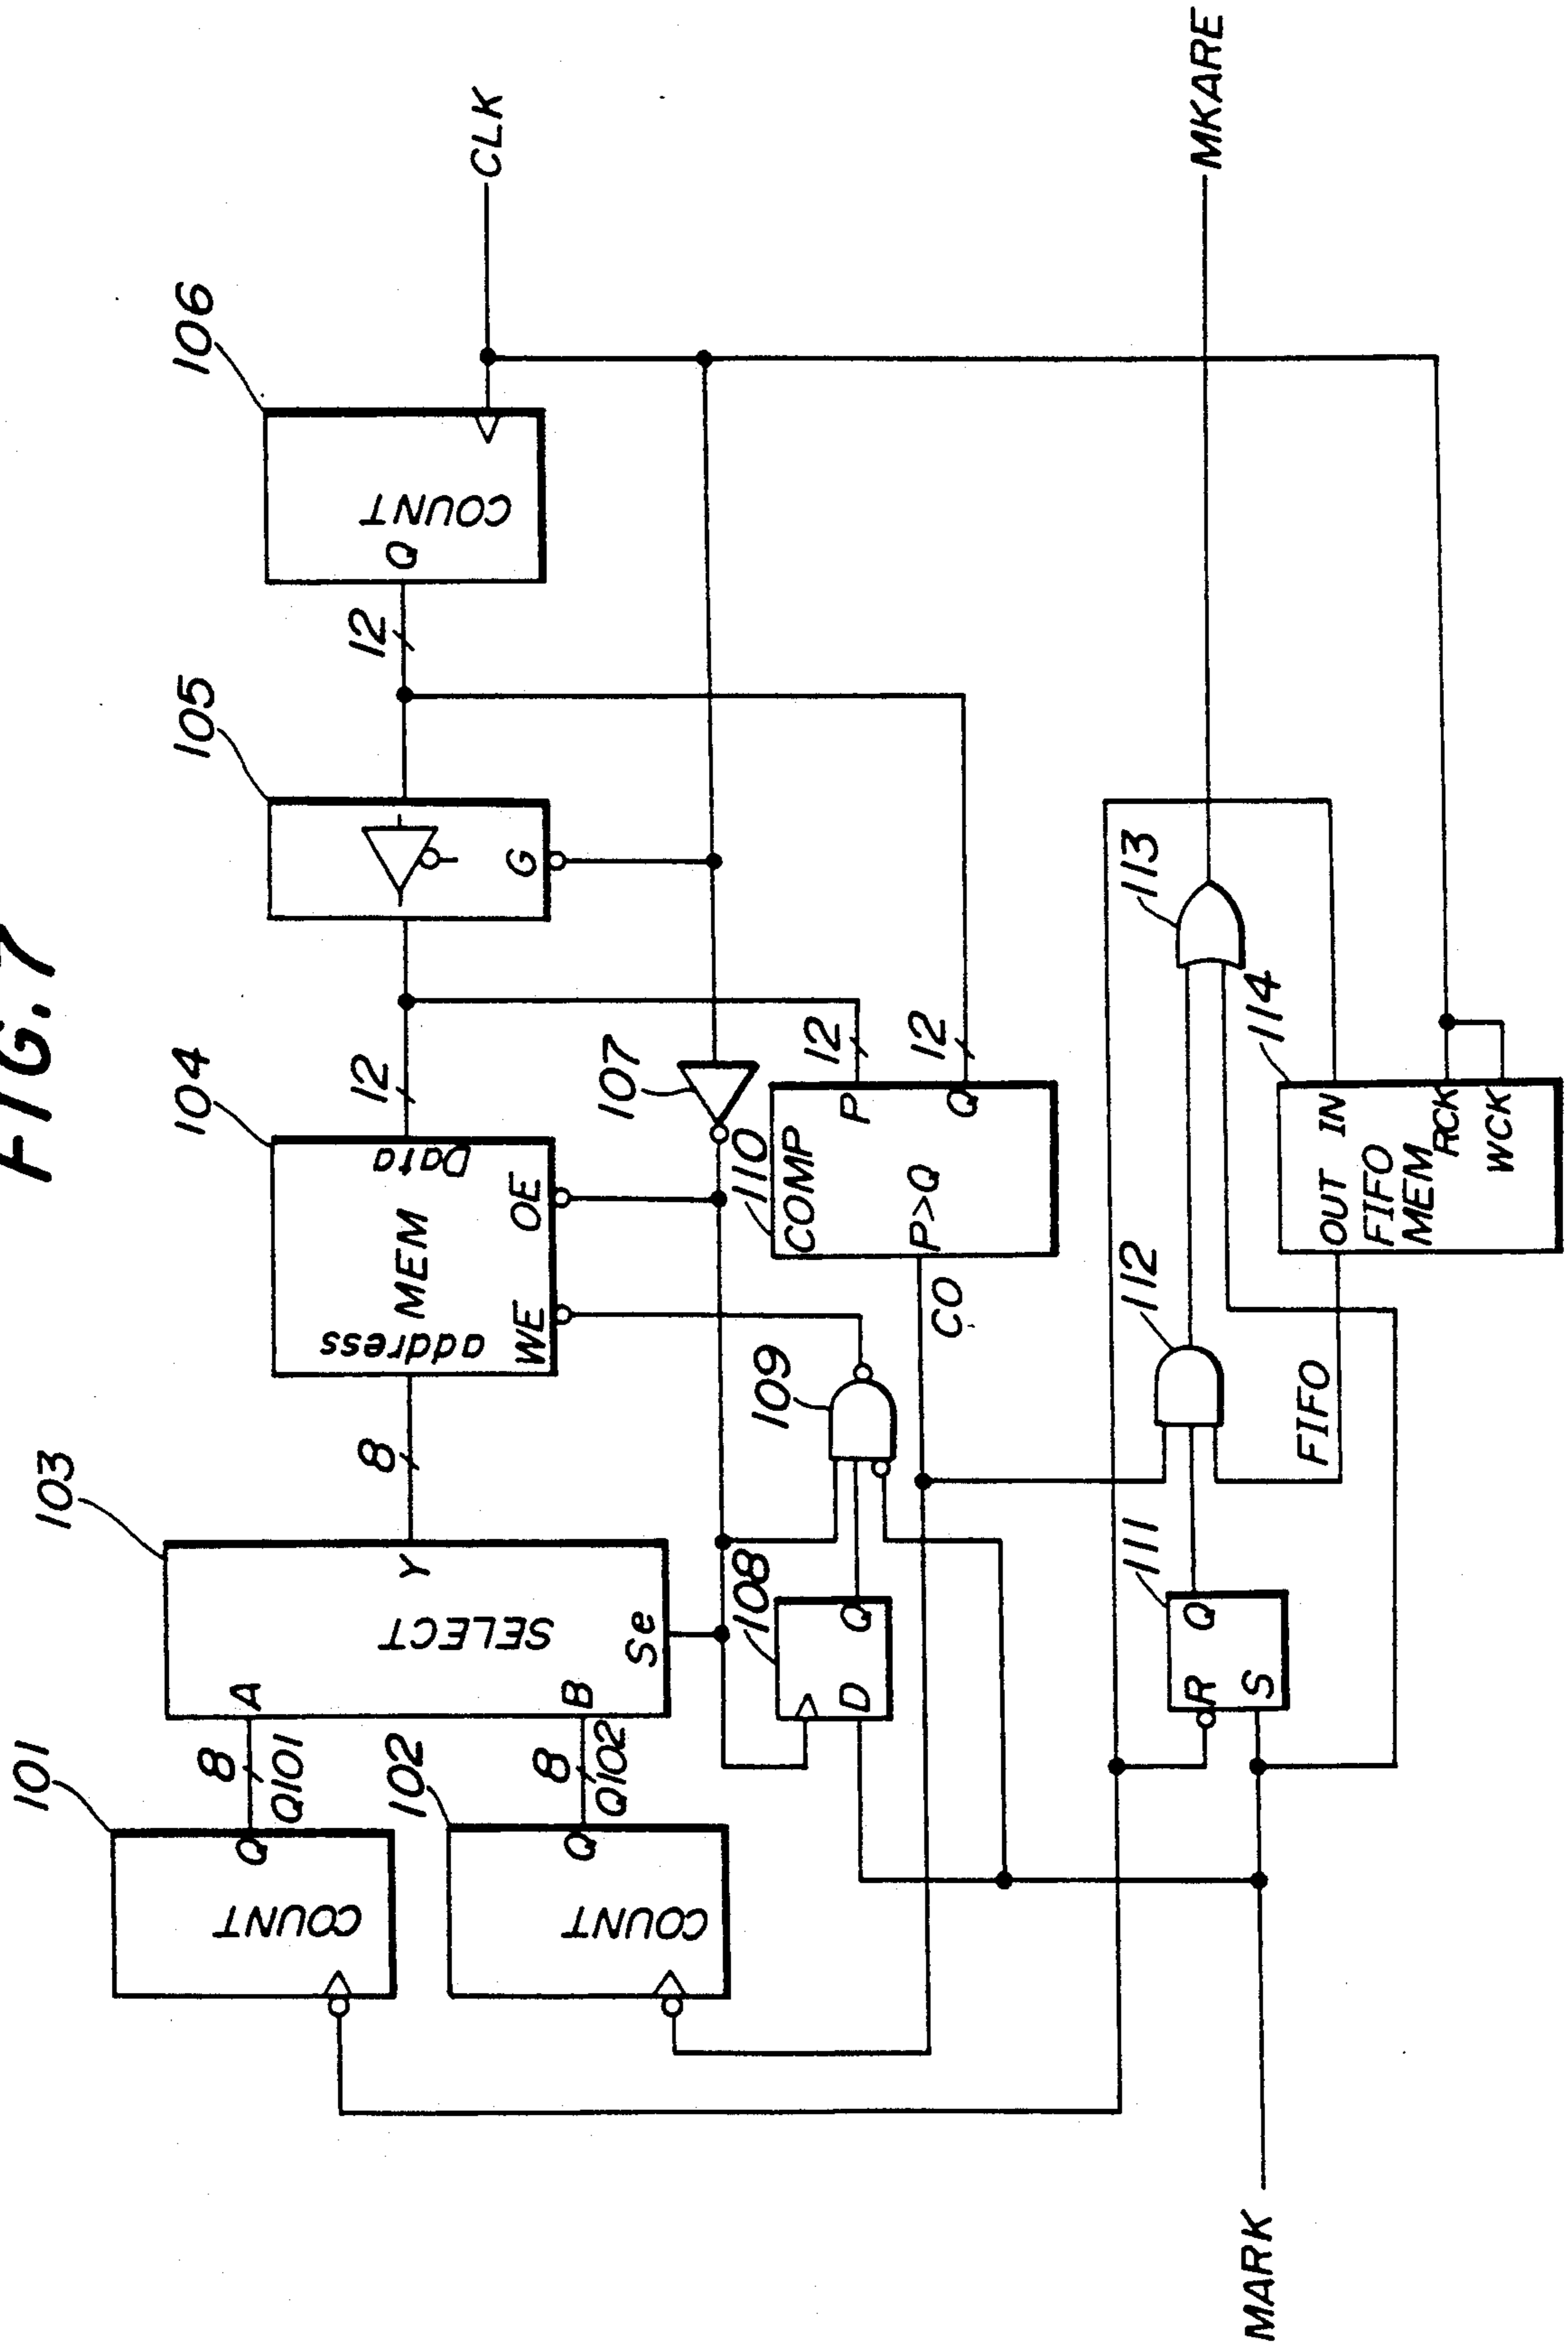 FIG. 7
101
COUNT
Q
8
Q101
102
COUNT
Q
8
Q102
103
A
B
SELECT
Y
Se
8
104
address
MEM
Data
WE
OE
12
105
G
12
106
Q
COUNT
CLK
107
108
D
Q
109
110
COMP
P
Q
P>Q
12
12
CO
111
R
S
Q
112
FIFO
113
114
OUT IN
FIFO
MEM
RCK
WCK
MARK
MKARE